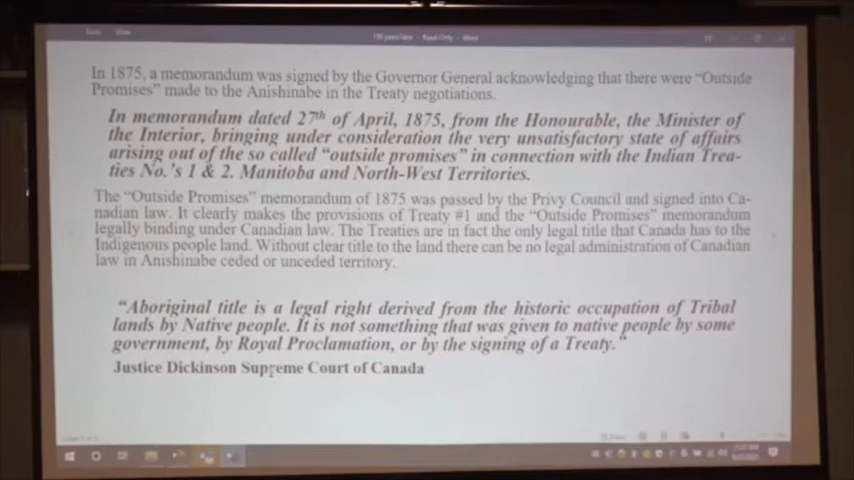 In 1875, a memorandum was signed by the Governor General acknowledging that there were “Outside
Promises” made to the Anishinabe in the Treaty negotiations.
In memorandum dated 27th of April, 1875, from the Honourable, the Minister of
the Interior, bringing under consideration the very unsatisfactory state of affairs
arising out of the so called “outside promises” in connection with the Indian Trea-
ties No.’s 1 & 2. Manitoba and North-West Territories.
The “Outside Promises” memorandum of 1875 was passed by the Privy Council and signed into Ca-
nadian law. It clearly makes the provisions of Treaty #1 and the “Outside Promises” memorandum
legally binding under Canadian law. The Treaties are in fact the only legal title that Canada has to the
Indigenous people land. Without clear title to the land there can be no legal administration of Canadian
law in Anishinabe ceded or unceded territory.
“Aboriginal title is a legal right derived from the historic occupation of Tribal
lands by Native people. It is not something that was given to native people by some
government, by Royal Proclamation, or by the signing of a Treaty.”
Justice Dickinson Supreme Court of Canada